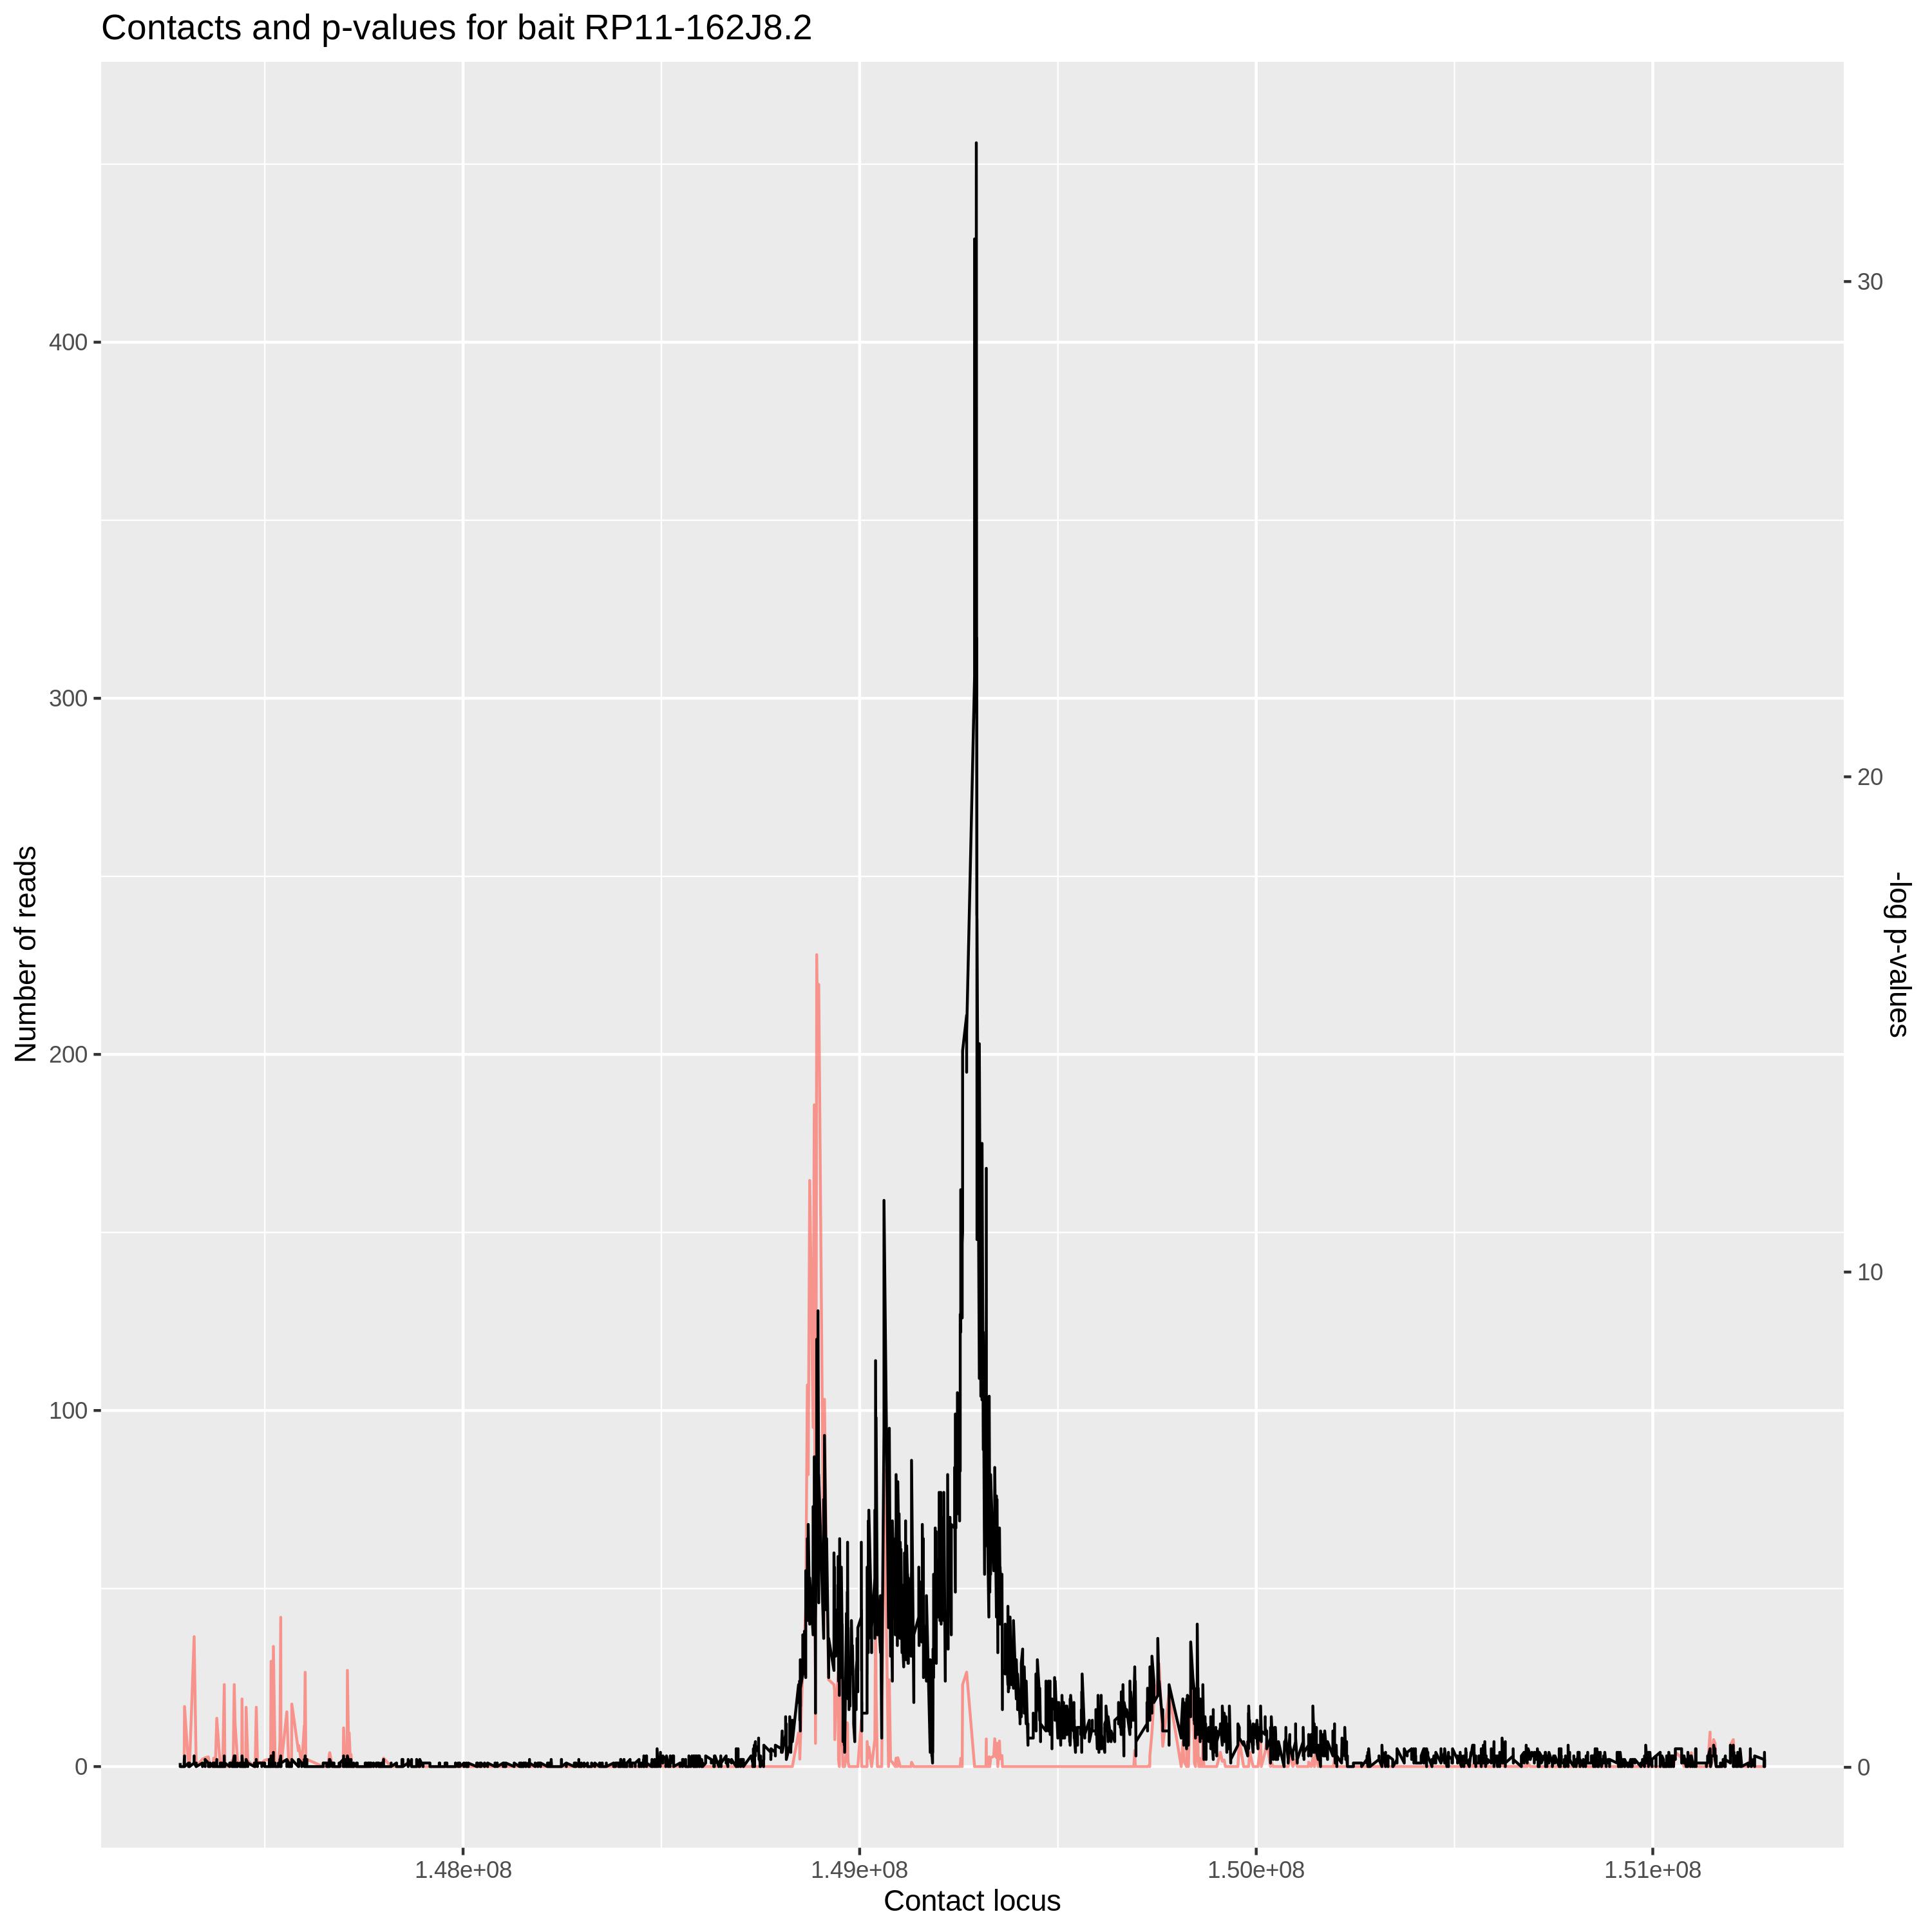 Contacts and p-values for bait RP11-162J8.2
Number of reads
400
300
200
100
0
30
20
10
0
-log p-values
1.48e+08
1.49e+08
1.50e+08
1.51e+08
Contact locus